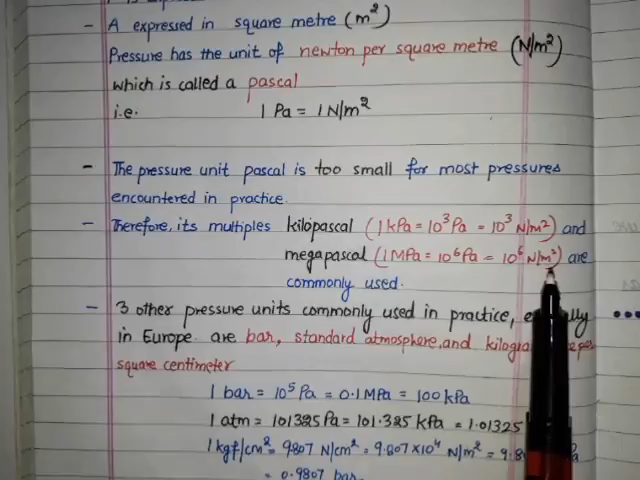 - A expressed in square metre (m²)
Pressure has the unit of newton per square metre (N/m²)
which is called a pascal
i.e. 1 Pa = 1 N/m²
- The pressure unit pascal is too small for most pressures
encountered in practice.
- Therefore, its multiples kilopascal (1 kPa = 10³ Pa = 10³ N/m²) and
megapascal (1 MPa = 10⁶ Pa = 10⁶ N/m²) are
commonly used.
- 3 other pressure units commonly used in practice,
in Europe are bar, standard atmosphere, and
square centimeter
1 bar = 10⁵ Pa = 0.1 MPa = 100 kPa
1 atm = 101325 Pa = 101.325 kPa = 1.01325
1 kgf/cm² = 9807 N/cm² = 9.807 × 10⁴ N/m² =
= 0.9807 bar